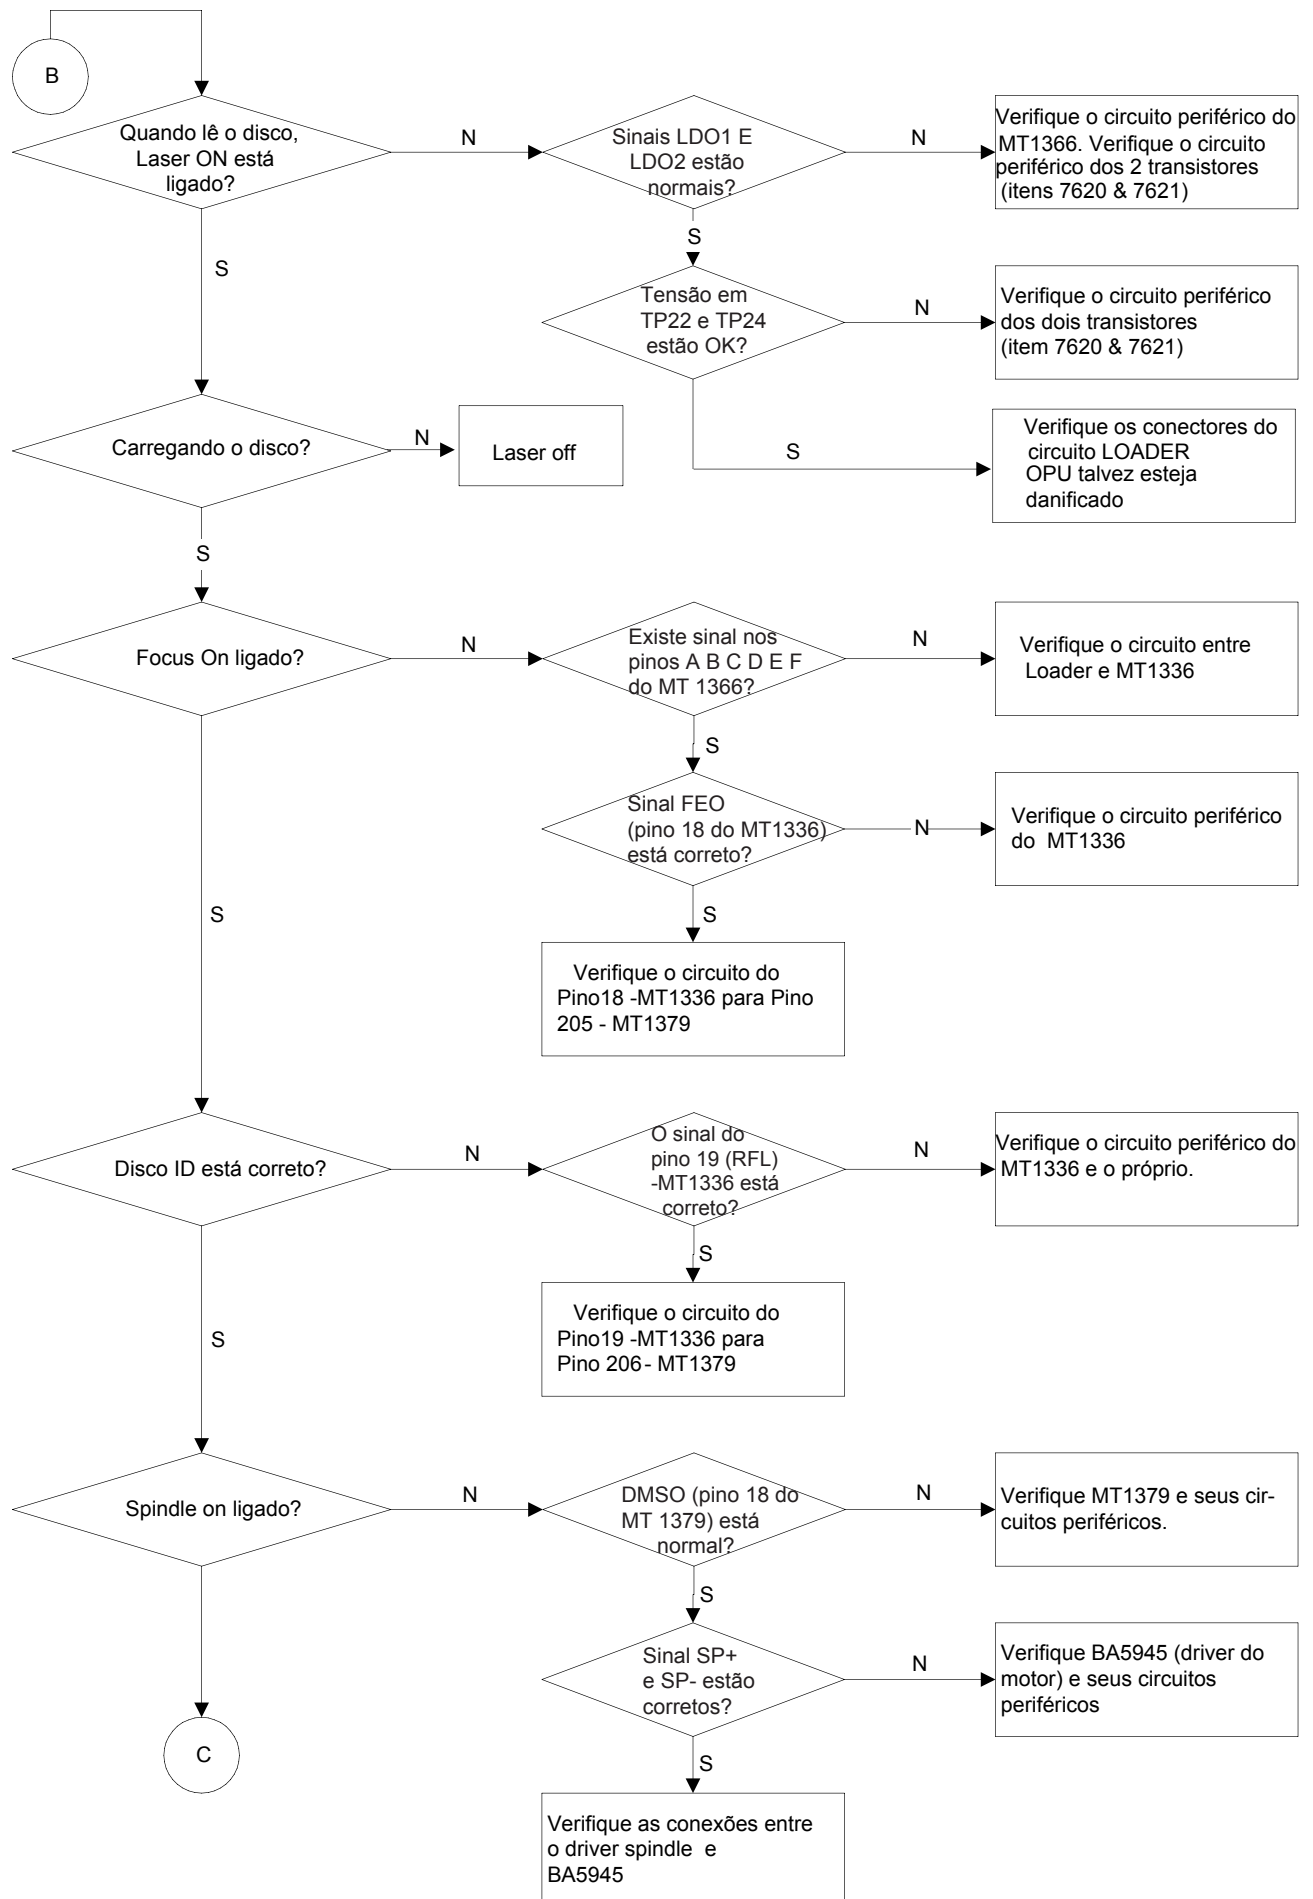 B
Quando lê o disco,
Laser ON está
ligado?
N
Sinais LDO1 E
LDO2 estão
normais?
N
Verifique o circuito periférico do
MT1366. Verifique o circuito
periférico dos 2 transistores
(itens 7620 & 7621)
S
S
Tensão em
TP22 e TP24
estão OK?
N
Verifique o circuito periférico
dos dois transistores
(item 7620 & 7621)
Carregando o disco?
N
Laser off
S
Verifique os conectores do
circuito LOADER
OPU talvez esteja
danificado
S
Focus On ligado?
N
Existe sinal nos
pinos A B C D E F
do MT 1366?
N
Verifique o circuito entre
Loader e MT1336
S
Sinal FEO
(pino 18 do MT1336)
está correto?
N
Verifique o circuito periférico
do MT1336
S
S
Verifique o circuito do
Pino18 -MT1336 para Pino
205 - MT1379
Disco ID está correto?
N
O sinal do
pino 19 (RFL)
-MT1336 está
correto?
N
Verifique o circuito periférico do
MT1336 e o próprio.
S
S
Verifique o circuito do
Pino19 -MT1336 para
Pino 206- MT1379
Spindle on ligado?
N
DMSO (pino 18 do
MT 1379) está
normal?
N
Verifique MT1379 e seus cir-
cuitos periféricos.
S
Sinal SP+
e SP- estão
corretos?
N
Verifique BA5945 (driver do
motor) e seus circuitos
periféricos
C
S
Verifique as conexões entre
o driver spindle e
BA5945